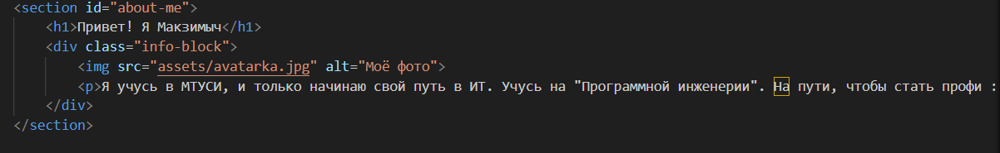 <section id="about-me">
<h1>Привет! Я Макзимыч</h1>
<div class="info-block">
<img src="assets/avatarka.jpg" alt="Моё фото">
<p>Я учусь в МТУСИ, и только начинаю свой путь в ИТ. Учусь на "Программной инженерии". На пути, чтобы стать профи :
</div>
</section>